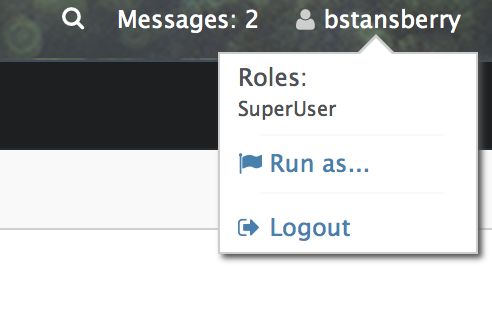 Messages: 2 bstansberry
Roles:
SuperUser
Run as...
Logout